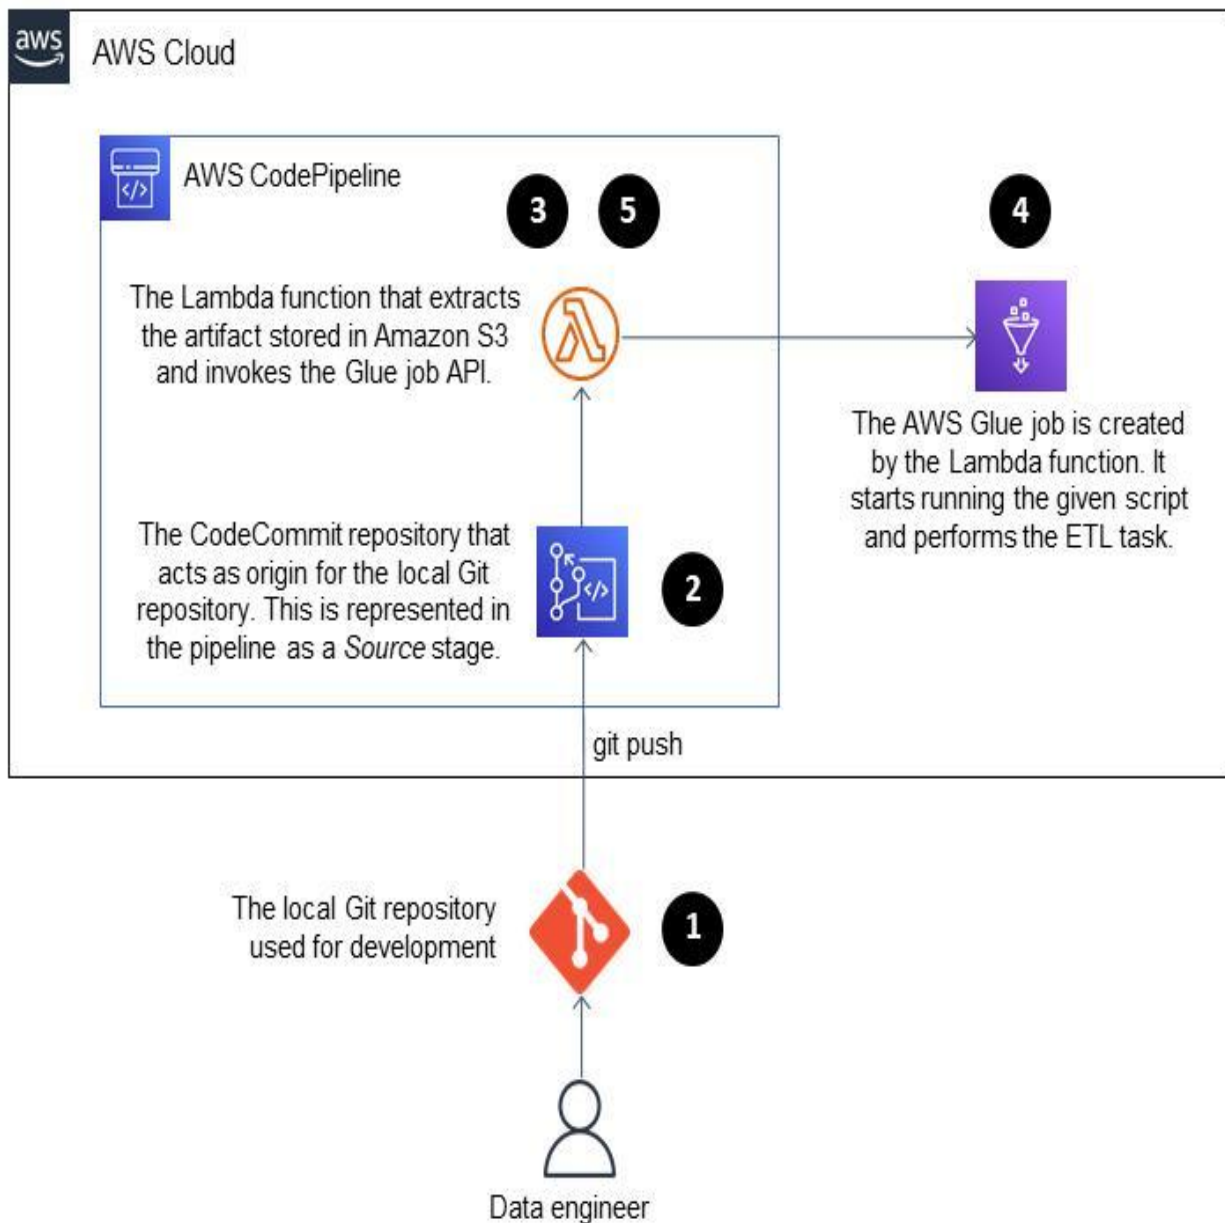 aws
AWS Cloud
</>
AWS CodePipeline
3
5
4
The Lambda function that extracts
the artifact stored in Amazon S3
and invokes the Glue job API.
The AWS Glue job is created
by the Lambda function. It
starts running the given script
and performs the ETL task.
The CodeCommit repository that
acts as origin for the local Git
repository. This is represented in
the pipeline as a Source stage.
</>
2
git push
The local Git repository
used for development
1
Data engineer